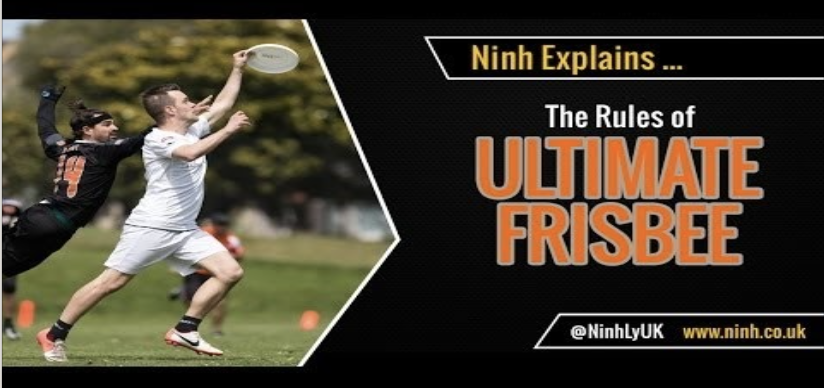 Ninh Explains ...
The Rules of
ULTIMATE
FRISBEE
@NinhLyUK www.ninh.co.uk